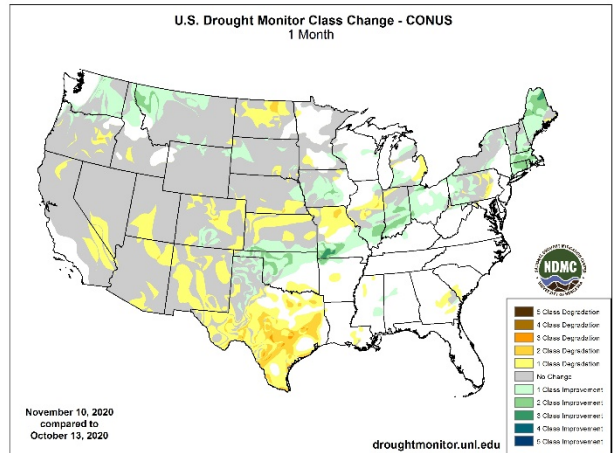 U.S. Drought Monitor Class Change - CONUS
1 Month
NDMC
5 Class Degradation
4 Class Degradation
3 Class Degradation
2 Class Degradation
1 Class Degradation
No Change
1 Class Improvement
2 Class Improvement
3 Class Improvement
4 Class Improvement
5 Class Improvement
November 10, 2020
compared to
October 13, 2020
droughtmonitor.unl.edu